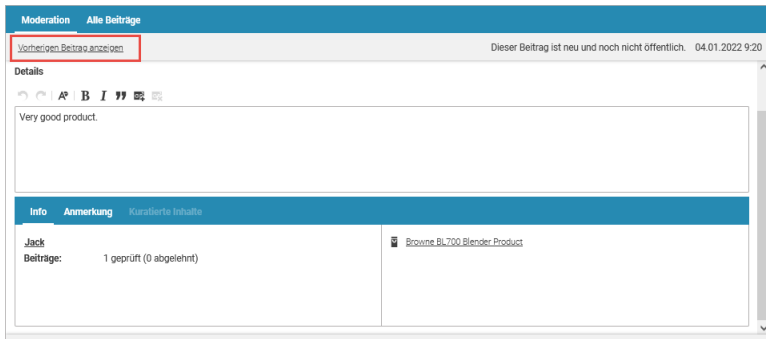 Moderation Alle Beiträge
Vorherigen Beitrag anzeigen Dieser Beitrag ist neu und noch nicht öffentlich. 04.01.2022 9:20
Details
B I
Very good product.
Info Anmerkung Kuratierte Inhalte
Jack Browne BL700 Blender Product
Beiträge: 1 geprüft (0 abgelehnt)